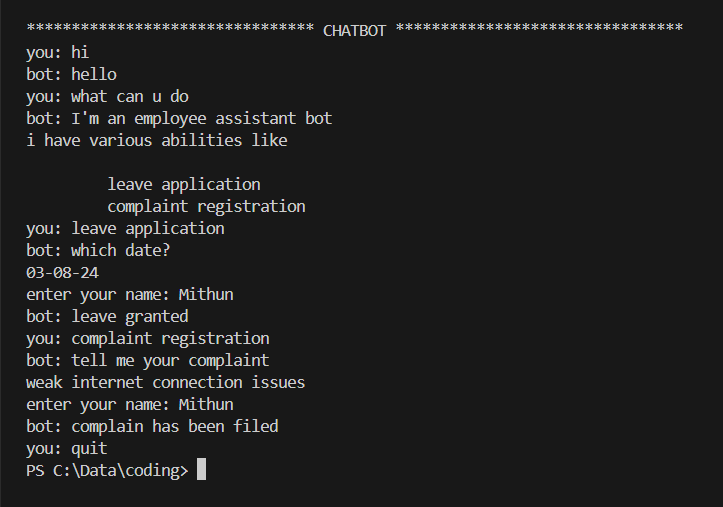 ******************************** CHATBOT ********************************
you: hi
bot: hello
you: what can u do
bot: I'm an employee assistant bot
i have various abilities like
leave application
complaint registration
you: leave application
bot: which date?
03-08-24
enter your name: Mithun
bot: leave granted
you: complaint registration
bot: tell me your complaint
weak internet connection issues
enter your name: Mithun
bot: complain has been filed
you: quit
PS C:\Data\coding>